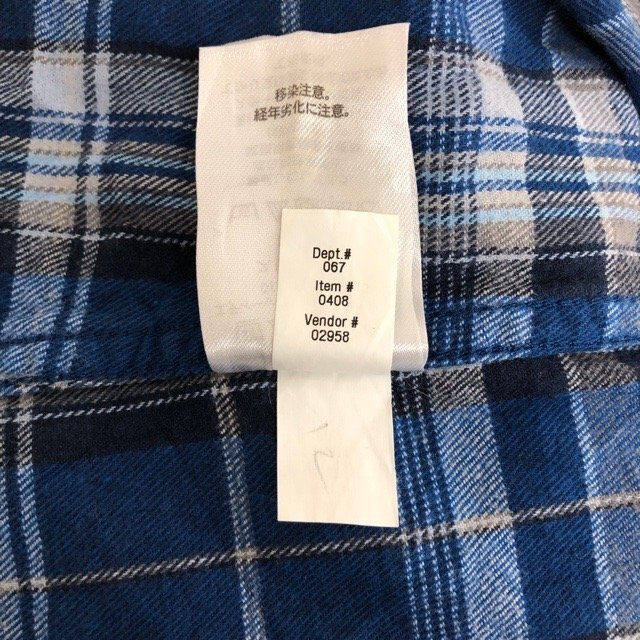 移染注意。
経年劣化に注意。
Dept.#
067
Item #
0408
Vendor #
02958